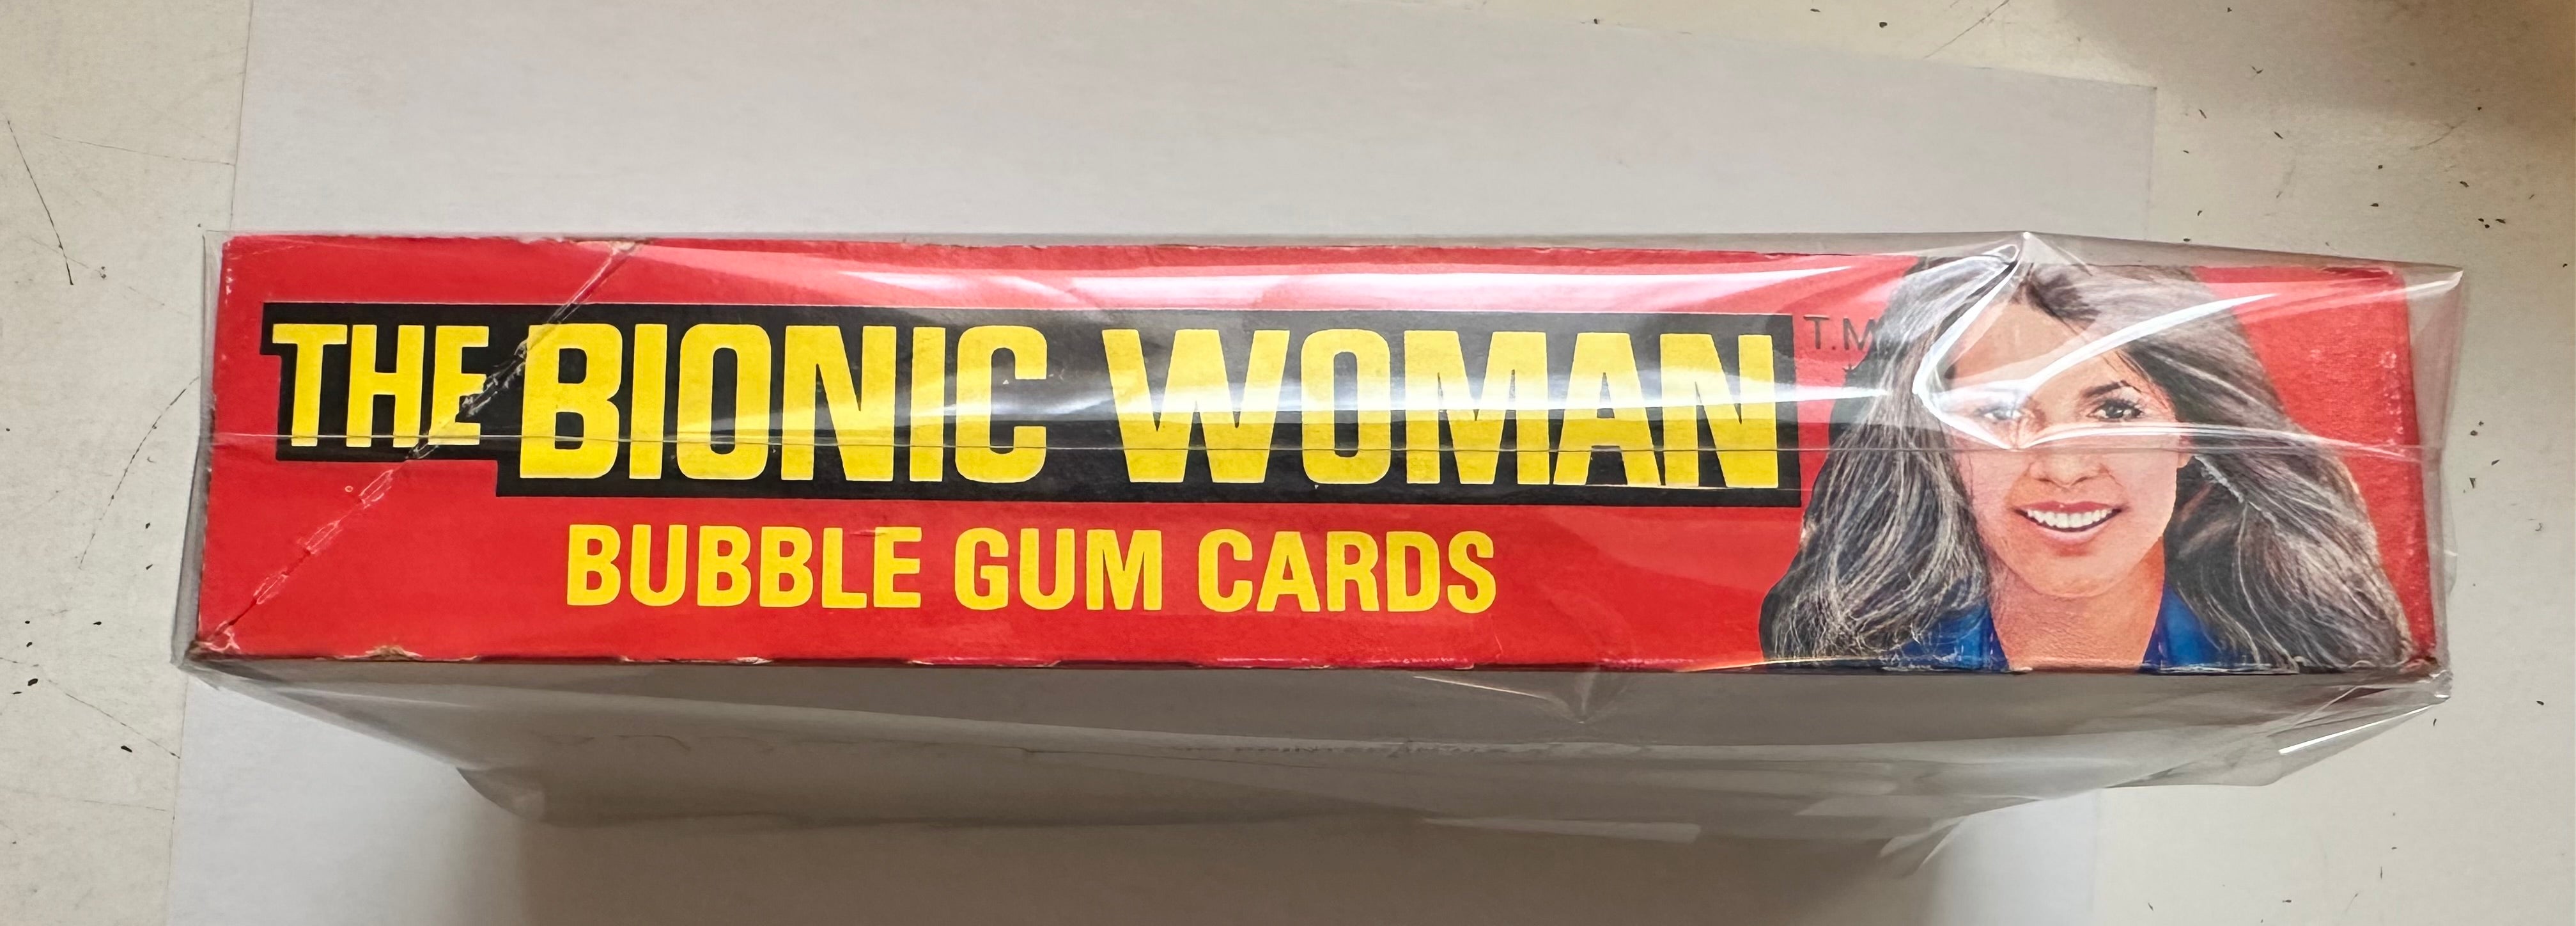 THE BIONIC WOMAN T.M.
BUBBLE GUM CARDS